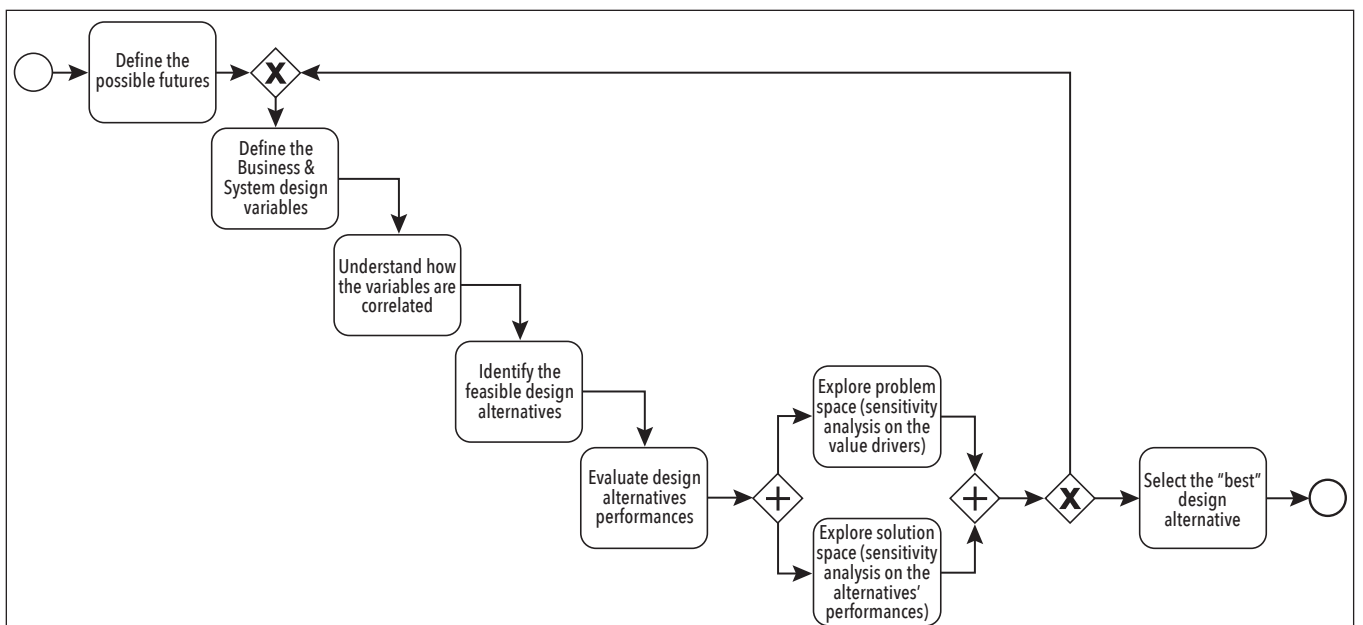 Define the
possible futures
X
Define the
Business &
System design
variables
Understand how
the variables are
correlated
Identify the
feasible design
alternatives
Evaluate design
alternatives
performances
+
Explore problem
space (sensitivity
analysis on the
value drivers)
Explore solution
space (sensitivity
analysis on the
alternatives’
performances)
+
X
Select the “best”
design
alternative